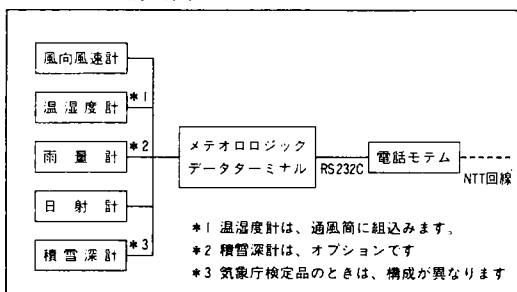 風向風速計
温湿度計 *1
雨量計 *2
日射計
積雪深計 *3
メテオロロジック
データターミナル
RS232C
電話モデム
NTT回線
*1 温湿度計は、通風筒に組込みます。
*2 積雪深計は、オプションです
*3 気象庁検定品のときは、構成が異なります